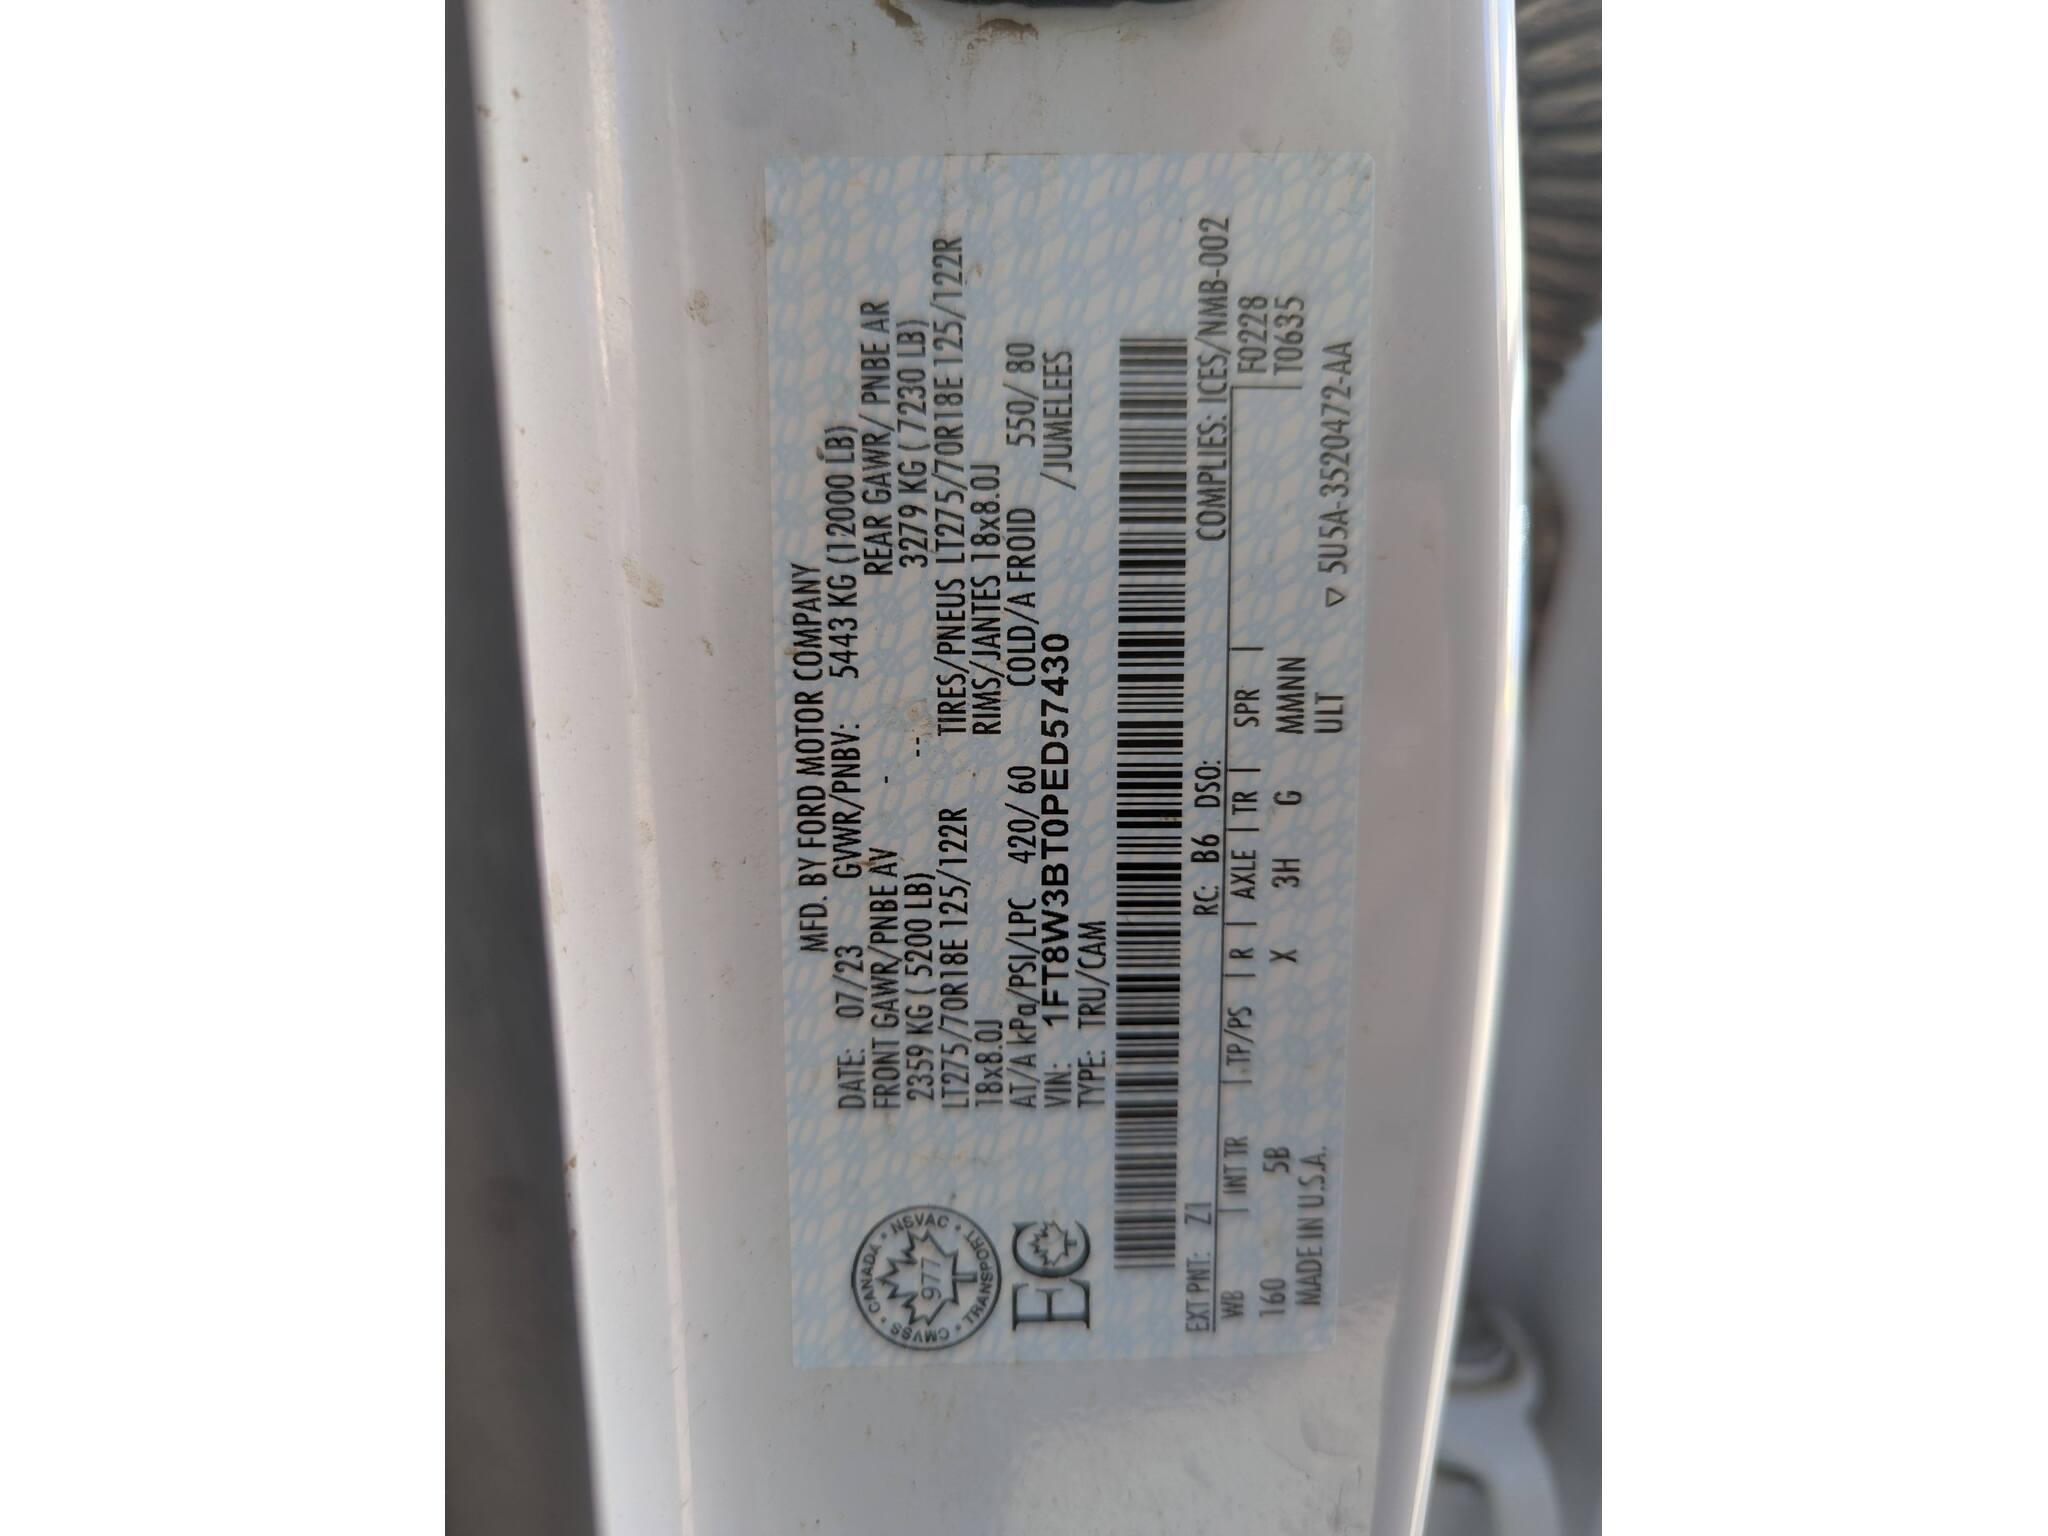 MFD. BY FORD MOTOR COMPANY
DATE: 07/23 GVWR/PNBV: 5443 KG (12000 LB)
FRONT GAWR/PNBE AV - REAR GAWR/ PNBE AR
2359 KG ( 5200 LB) -- 3279 KG ( 7230 LB)
LT275/70R18E 125/122R TIRES/PNEUS LT275/70R18E 125/122R
18x8.0J RIMS/JANTES 18x8.0J
AT/A kPa/PSI/LPC 420/ 60 COLD/A FROID 550/ 80
VIN: 1FT8W3BT0PED57430 /JUMELEES
TYPE: TRU/CAM
CANADA • NSVAC • TRANSPORT • CMVSS •
977
EC
EXT PNT: Z1 RC: B6 DSO: COMPLIES: ICES/NMB-002
WB | INT TR | TP/PS | R | AXLE | TR | SPR | F0228
160 5B X 3H G MMNN T0635
MADE IN U.S.A. ULT
▽ 5U5A-3520472-AA